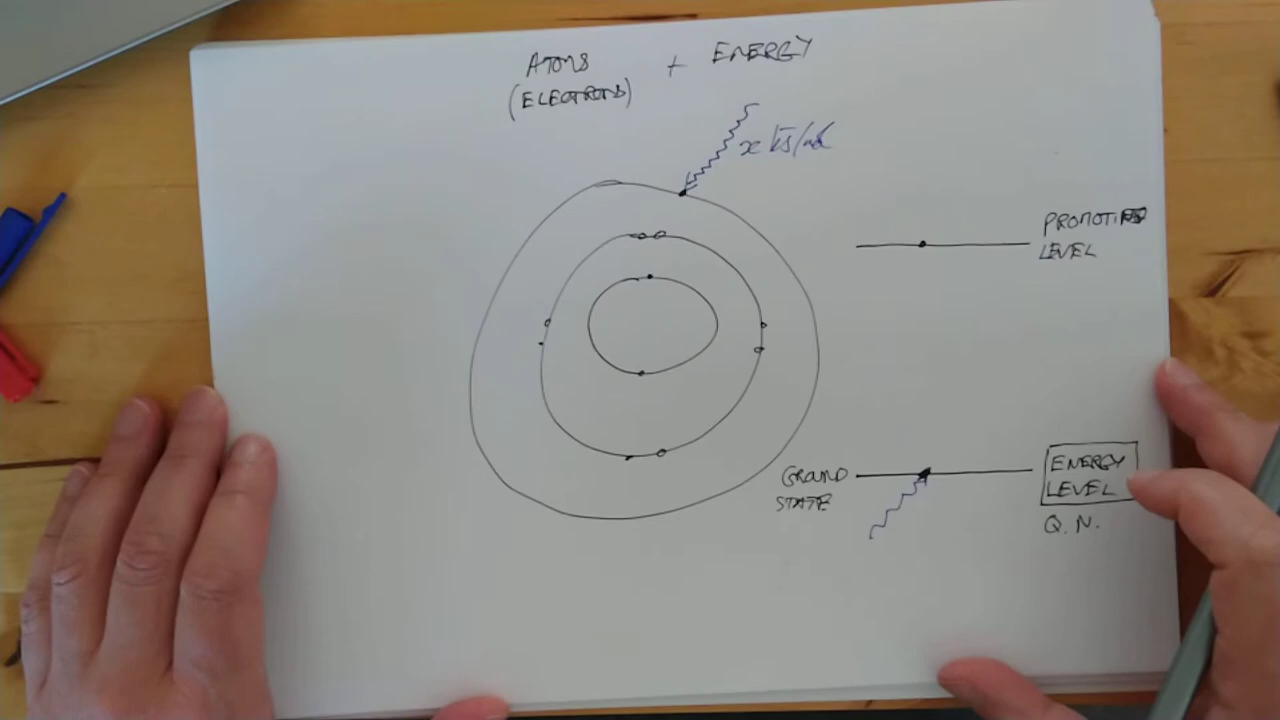 ATOMS + ENERGY
(ELECTRONS)
x kJ/mol
PROMOTED
LEVEL
GROUND
STATE
ENERGY
LEVEL
Q.N.